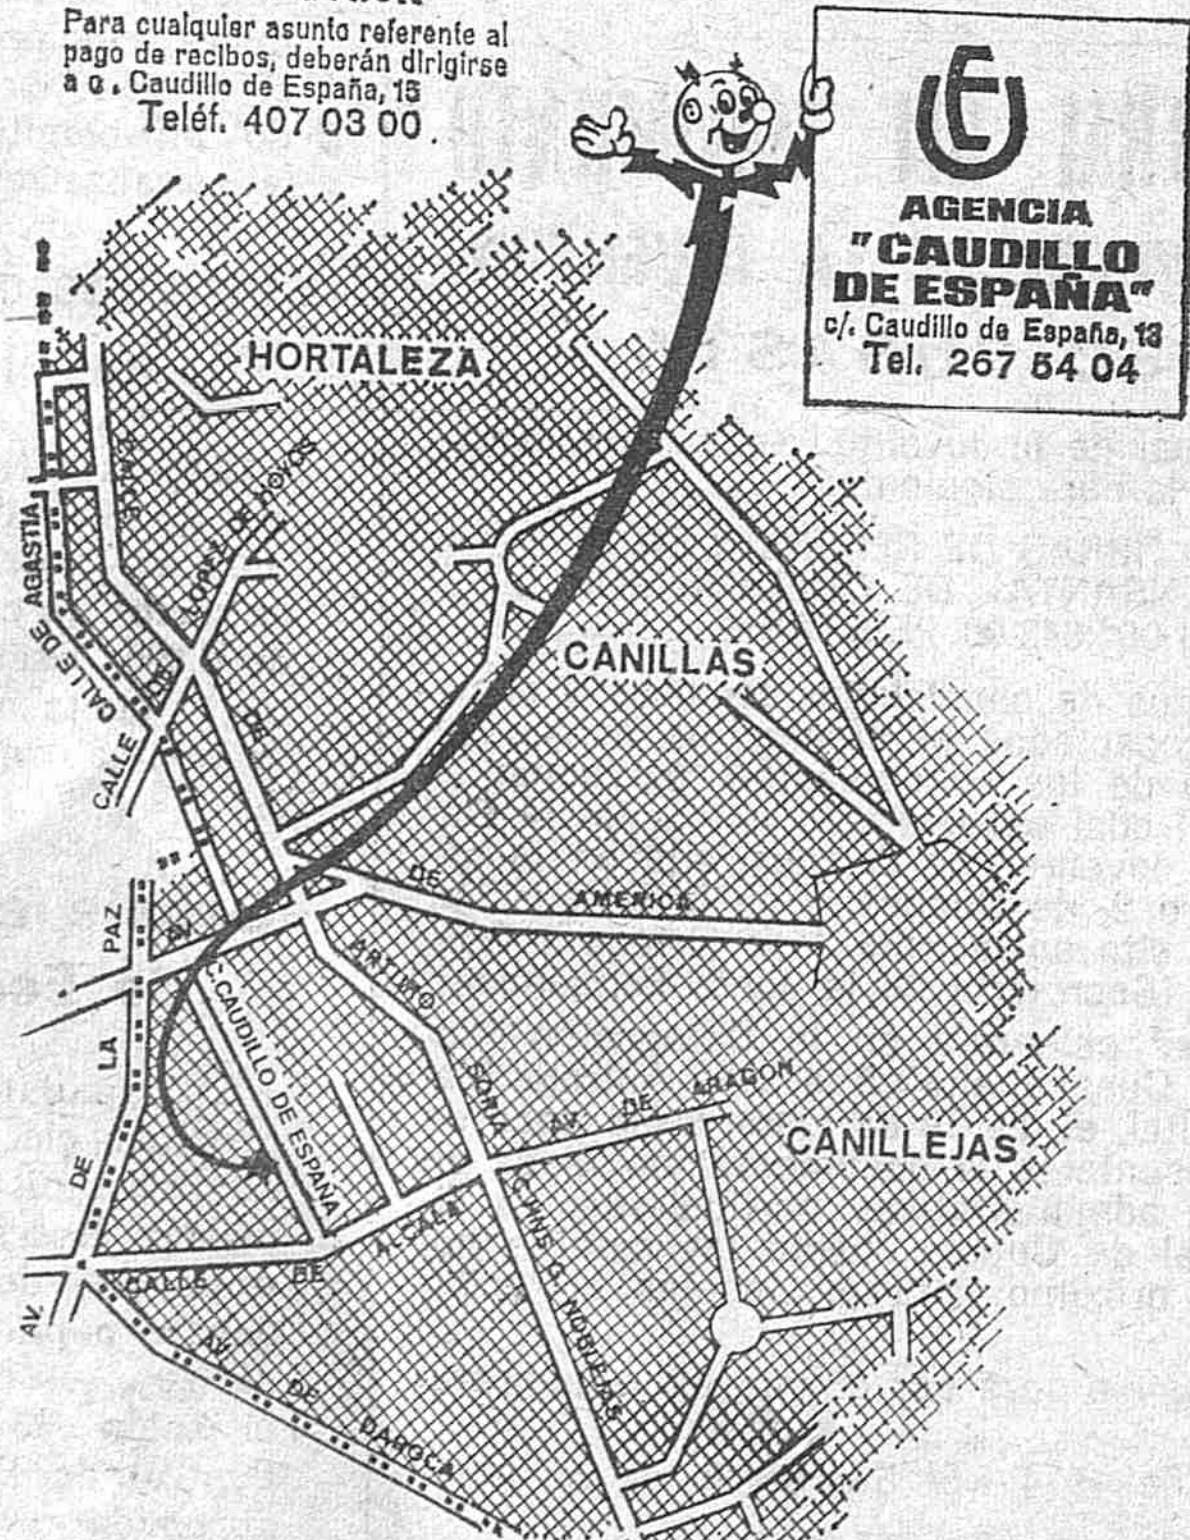 Para cualquier asunto referente al
pago de recibos, deberán dirigirse
a c. Caudillo de España, 15
Teléf. 407 03 00.
AGENCIA
"CAUDILLO
DE ESPAÑA"
c/. Caudillo de España, 13
Tel. 267 54 04
HORTALEZA
CALLE
CALLE DE AGASTIA
CALLE DE LOPEZ DE HOYOS
DE
CANILLAS
AV. DE AMERICA
ARTURO SORIA
AV. DE LA PAZ
C. CAUDILLO DE ESPAÑA
AV. DE ARAGON
CANILLEJAS
CALLE DE ALCALA
G. NOBLEJAS
AV. DE DAROCA